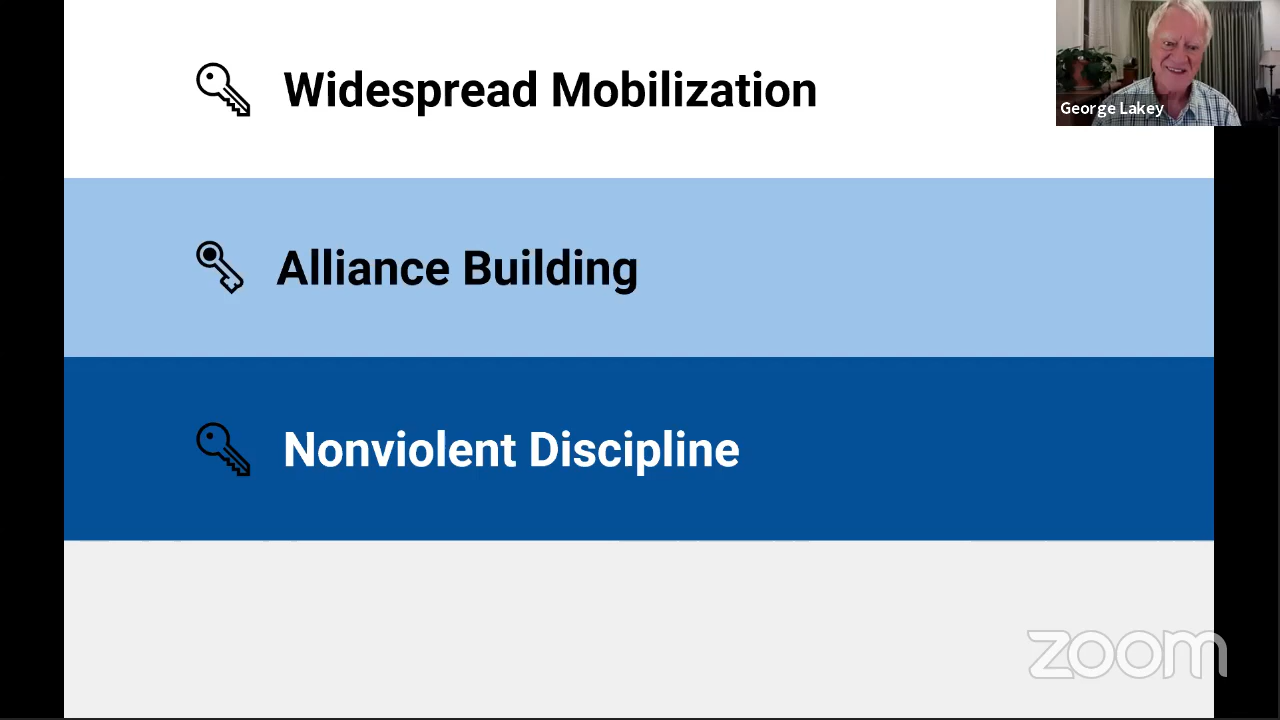 Widespread Mobilization
George Lakey
Alliance Building
Nonviolent Discipline
zoom